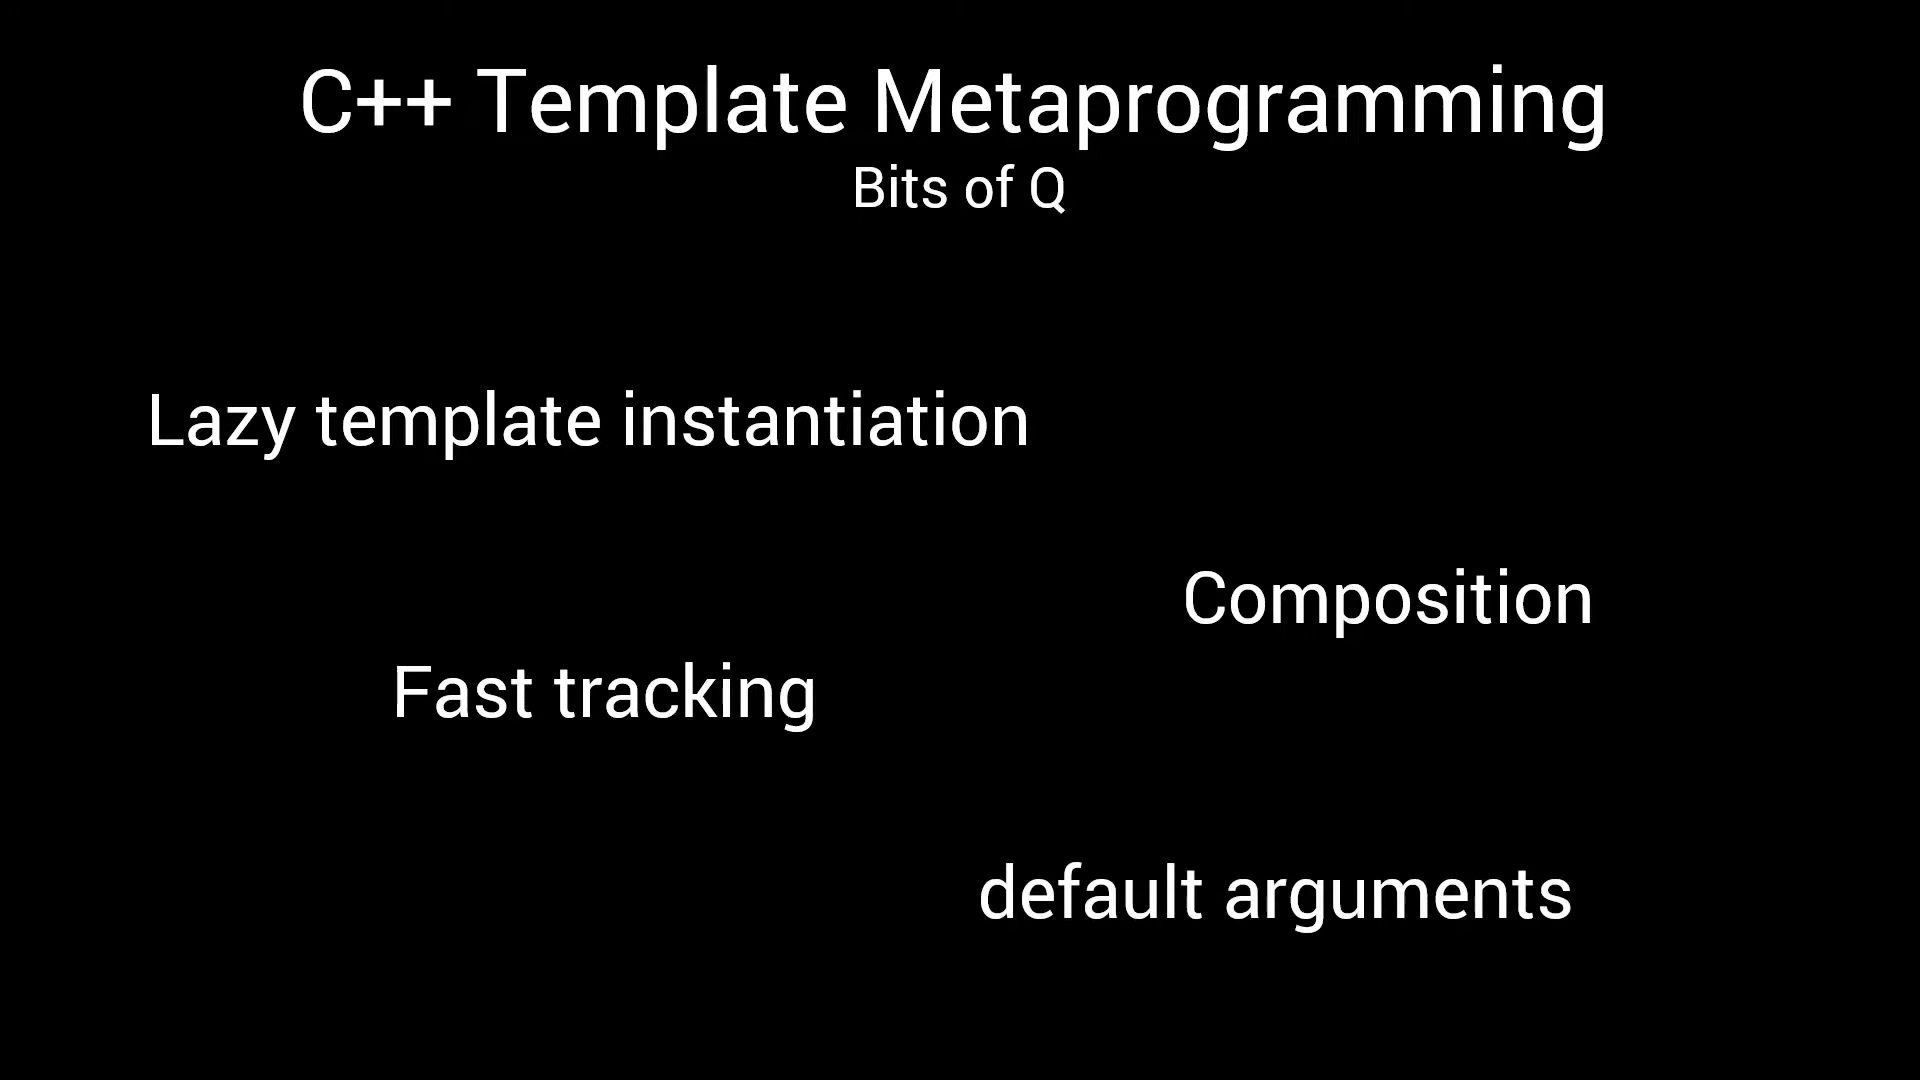 C++ Template Metaprogramming
Bits of Q
Lazy template instantiation
Composition
Fast tracking
default arguments